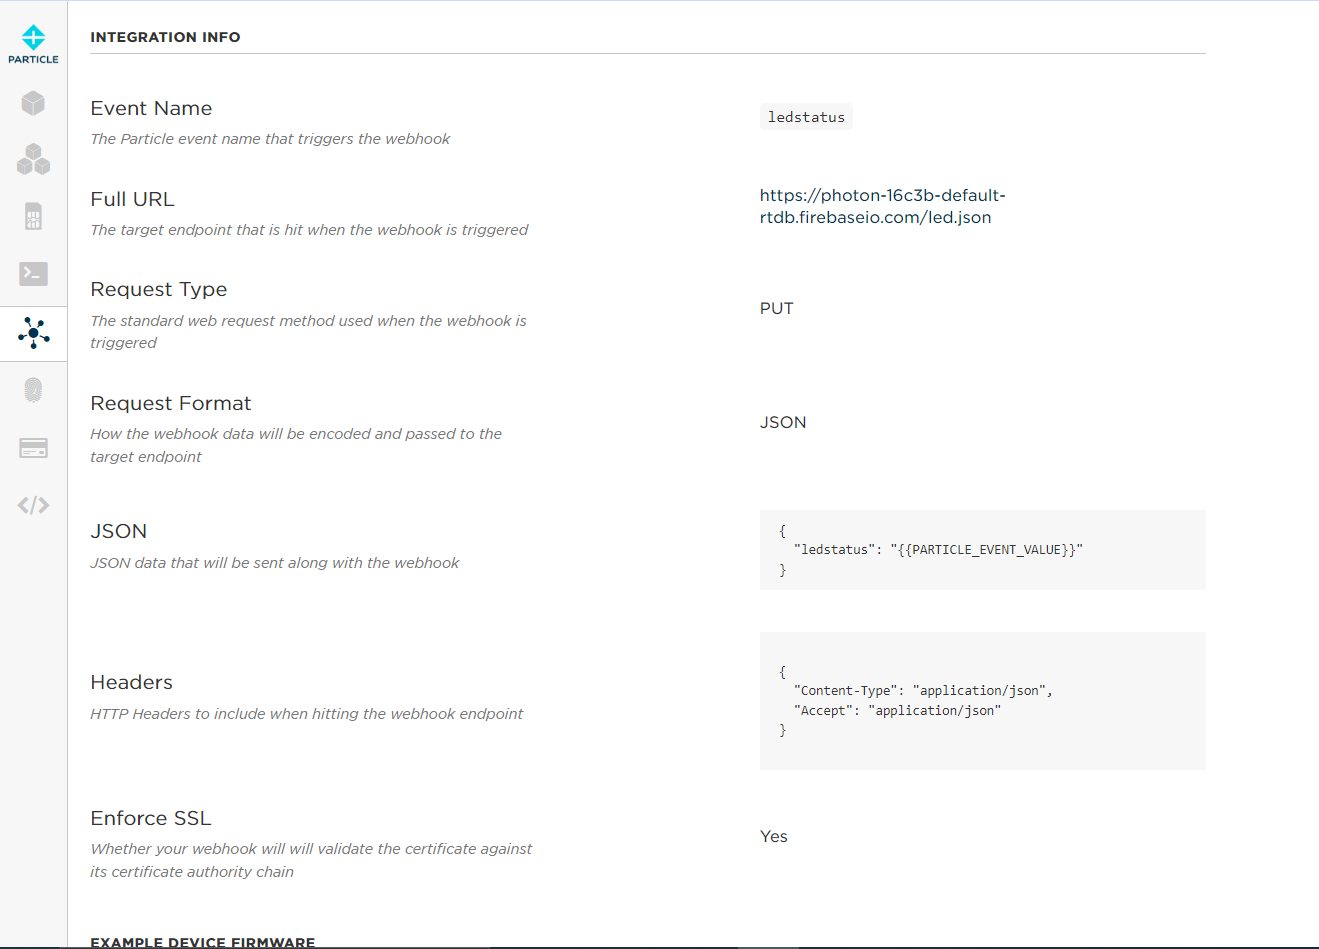 PARTICLE
INTEGRATION INFO
Event Name
The Particle event name that triggers the webhook
ledstatus
Full URL
The target endpoint that is hit when the webhook is triggered
https://photon-16c3b-default-
rtdb.firebaseio.com/led.json
Request Type
The standard web request method used when the webhook is
triggered
PUT
Request Format
How the webhook data will be encoded and passed to the
target endpoint
JSON
JSON
JSON data that will be sent along with the webhook
{
"ledstatus": "{{PARTICLE_EVENT_VALUE}}"
}
Headers
HTTP Headers to include when hitting the webhook endpoint
{
"Content-Type": "application/json",
"Accept": "application/json"
}
Enforce SSL
Whether your webhook will will validate the certificate against
its certificate authority chain
Yes
EXAMPLE DEVICE FIRMWARE